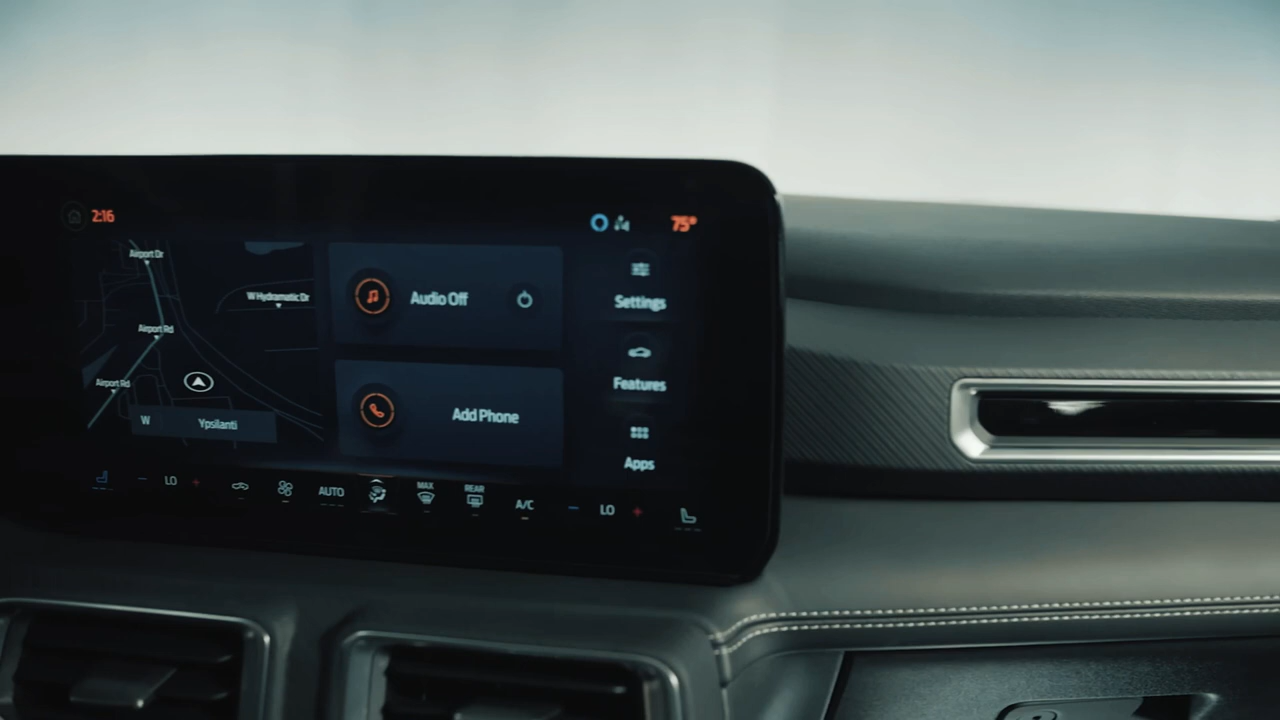 2:16
75°
Airport Dr
W Hydramatic Dr
Airport Rd
Airport Rd
W Ypsilanti
Audio Off
Add Phone
Settings
Features
Apps
LO
AUTO
MAX
REAR
A/C
LO